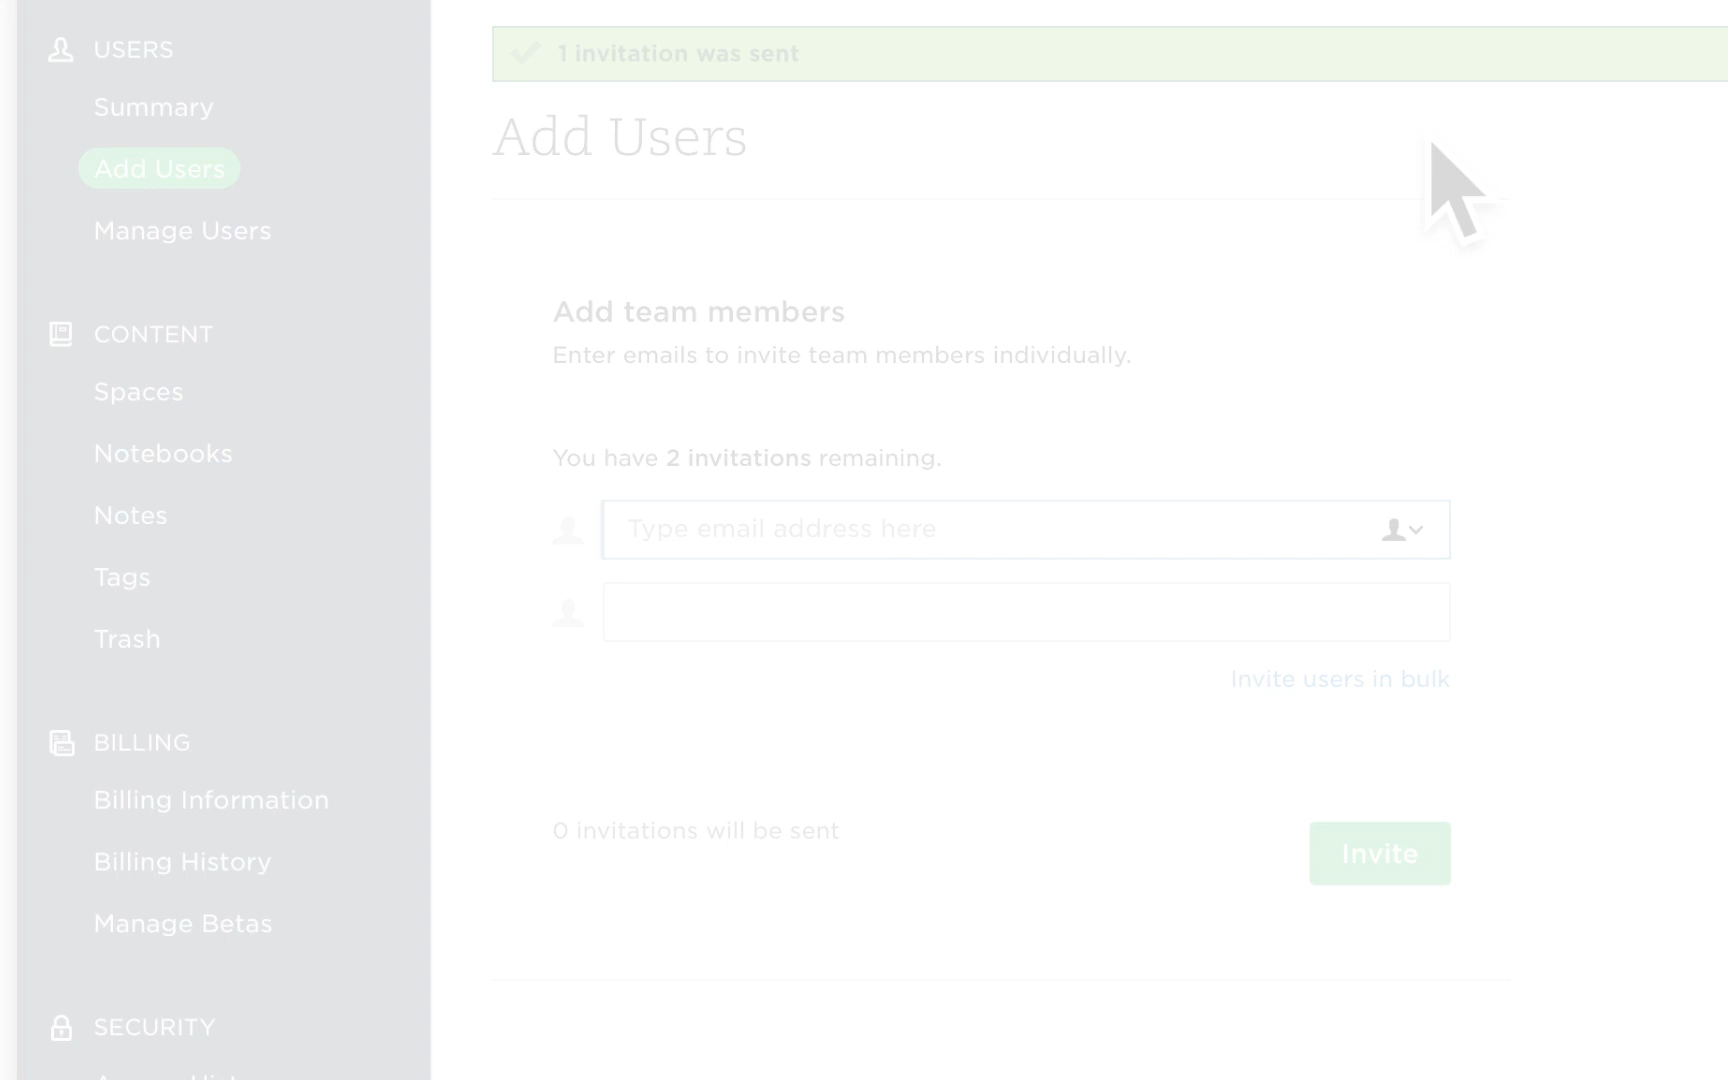 USERS
Summary
Add Users
Manage Users
CONTENT
Spaces
Notebooks
Notes
Tags
Trash
BILLING
Billing Information
Billing History
Manage Betas
SECURITY
1 invitation was sent
Add Users
Add team members
Enter emails to invite team members individually.
You have 2 invitations remaining.
Type email address here
Invite users in bulk
0 invitations will be sent
Invite